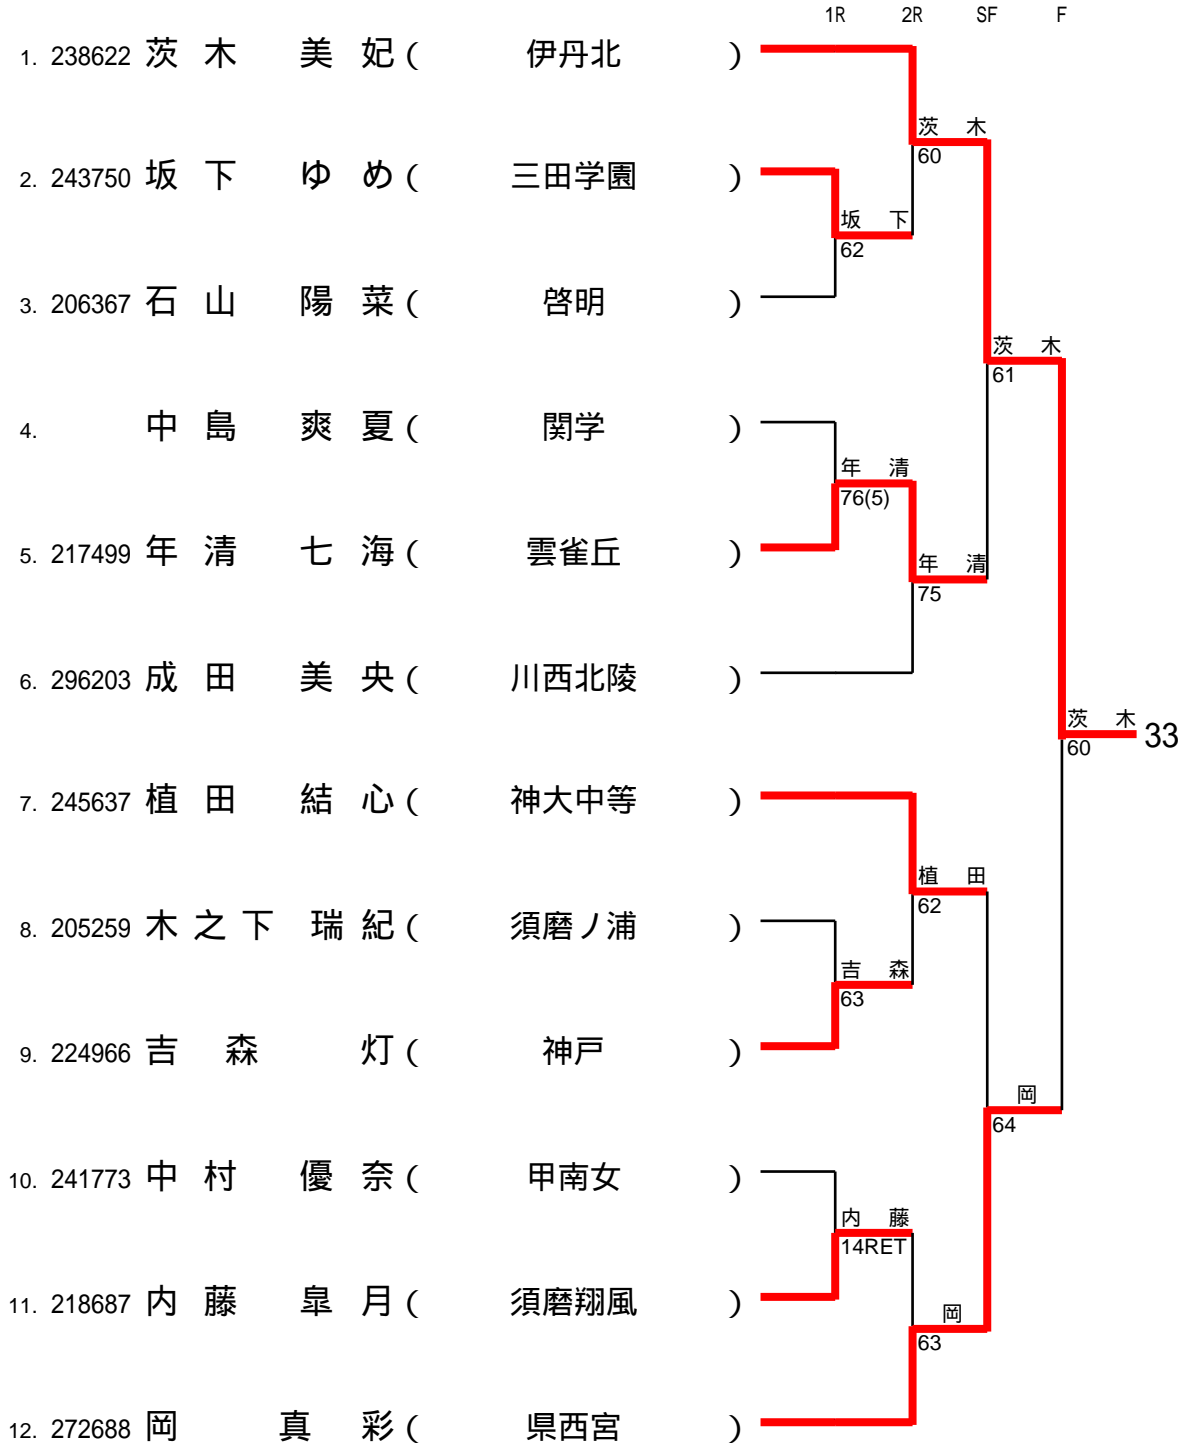 1R 2R SF F
1. 238622 茨木 美妃 ( 伊丹北 )
茨木
60
2. 243750 坂下 ゆめ ( 三田学園 )
坂下
62
3. 206367 石山 陽菜 ( 啓明 )
茨木
61
4. 中島 爽夏 ( 関学 )
年清
76(5)
5. 217499 年清 七海 ( 雲雀丘 )
年清
75
6. 296203 成田 美央 ( 川西北陵 )
茨木 33
60
7. 245637 植田 結心 ( 神大中等 )
植田
62
8. 205259 木之下 瑞紀 ( 須磨ノ浦 )
吉森
63
9. 224966 吉森 灯 ( 神戸 )
岡
64
10. 241773 中村 優奈 ( 甲南女 )
内藤
14RET
11. 218687 内藤 皐月 ( 須磨翔風 )
岡
63
12. 272688 岡 真彩 ( 県西宮 )